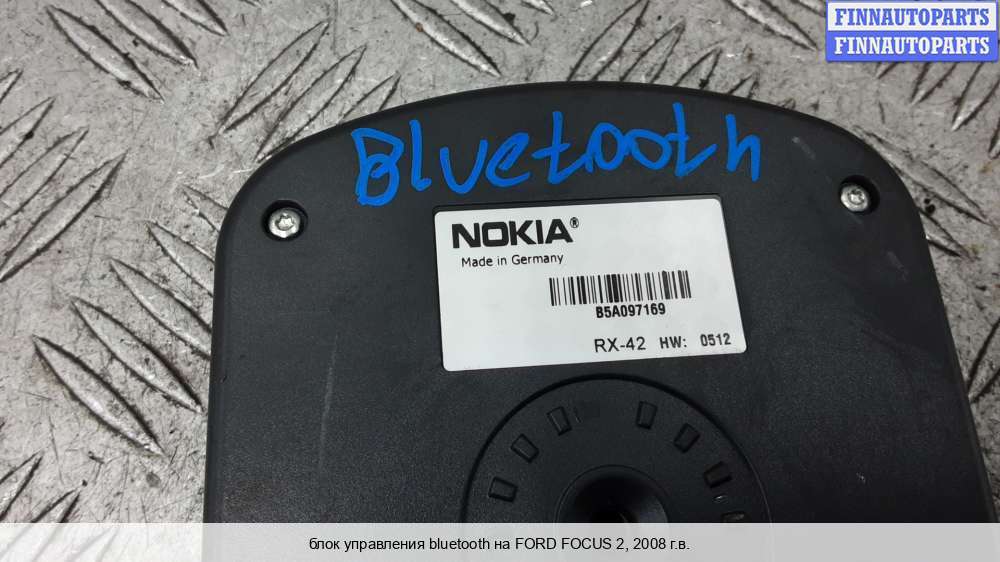 FINNAUTOPARTS
FINNAUTOPARTS
Bluetooth
NOKIA®
Made in Germany
B5A097169
RX-42 HW: 0512
блок управления bluetooth на FORD FOCUS 2, 2008 г.в.